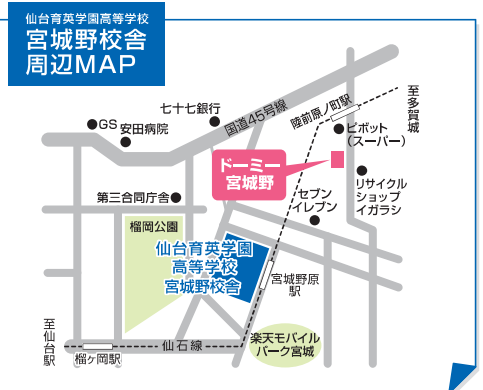 仙台育英学園高等学校
宮城野校舎
周辺MAP
七十七銀行
国道45号線
陸前原ノ町駅
至多賀城
GS
安田病院
ピボット
(スーパー)
ドーミー
宮城野
第三合同庁舎
セブン
イレブン
リサイクル
ショップ
イガラシ
榴岡公園
仙台育英学園
高等学校
宮城野校舎
宮城野原
駅
至仙台駅
榴ヶ岡駅
仙石線
楽天モバイル
パーク宮城